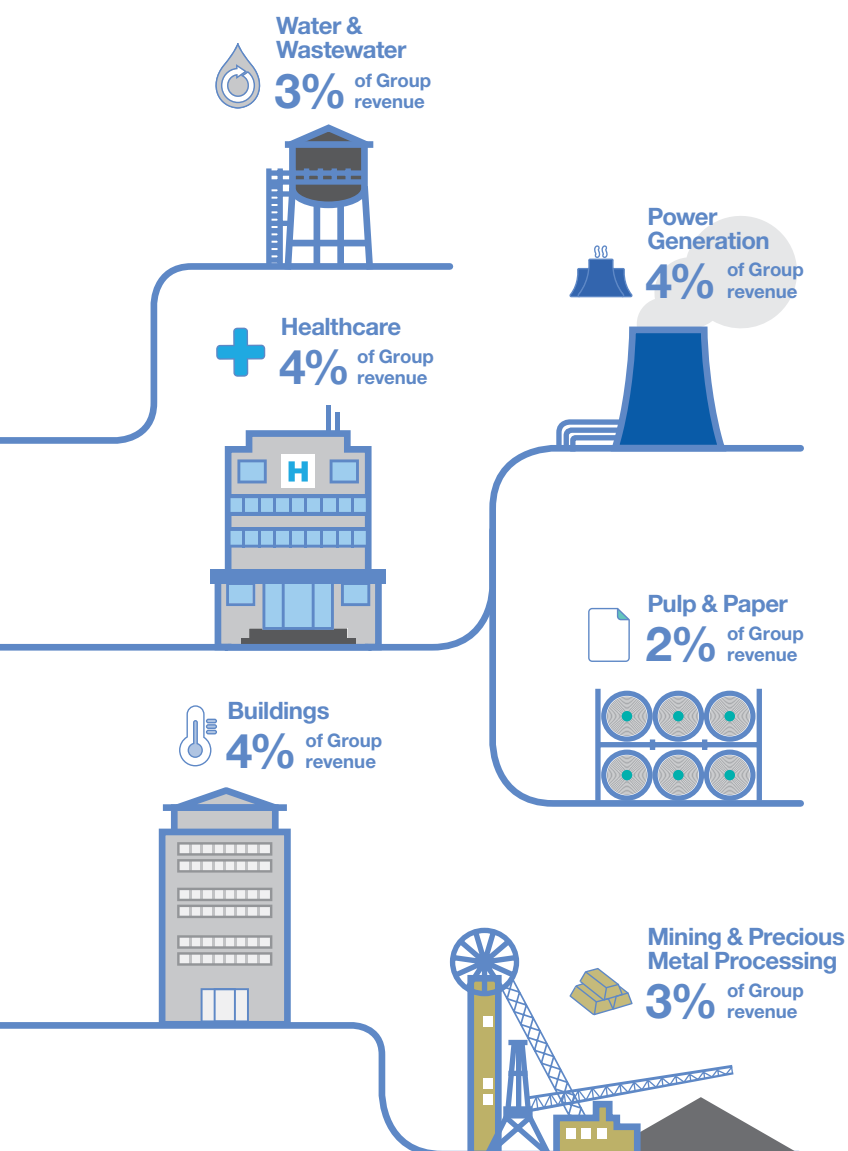 Water &
Wastewater
3% of Group
revenue
Power
Generation
4% of Group
revenue
Healthcare
4% of Group
revenue
H
Pulp & Paper
2% of Group
revenue
Buildings
4% of Group
revenue
Mining & Precious
Metal Processing
3% of Group
revenue